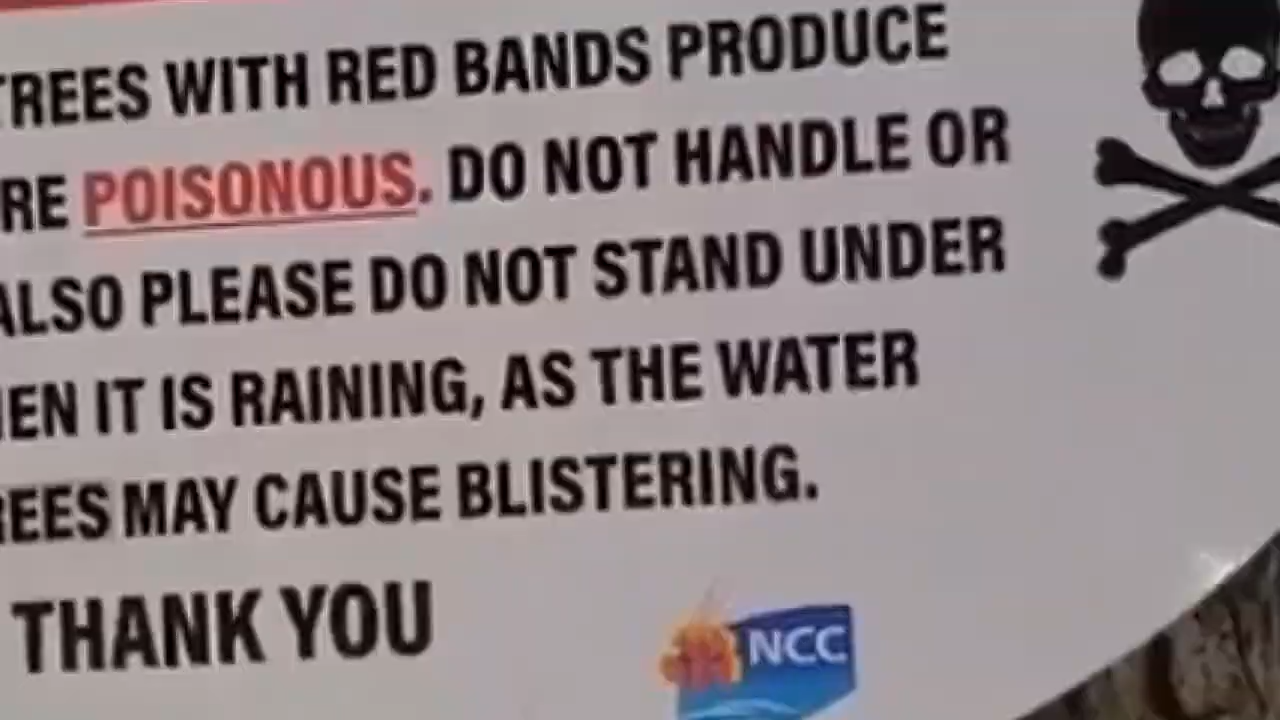 TREES WITH RED BANDS PRODUCE
RE POISONOUS. DO NOT HANDLE OR
ALSO PLEASE DO NOT STAND UNDER
HEN IT IS RAINING, AS THE WATER
REES MAY CAUSE BLISTERING.
THANK YOU
NCC